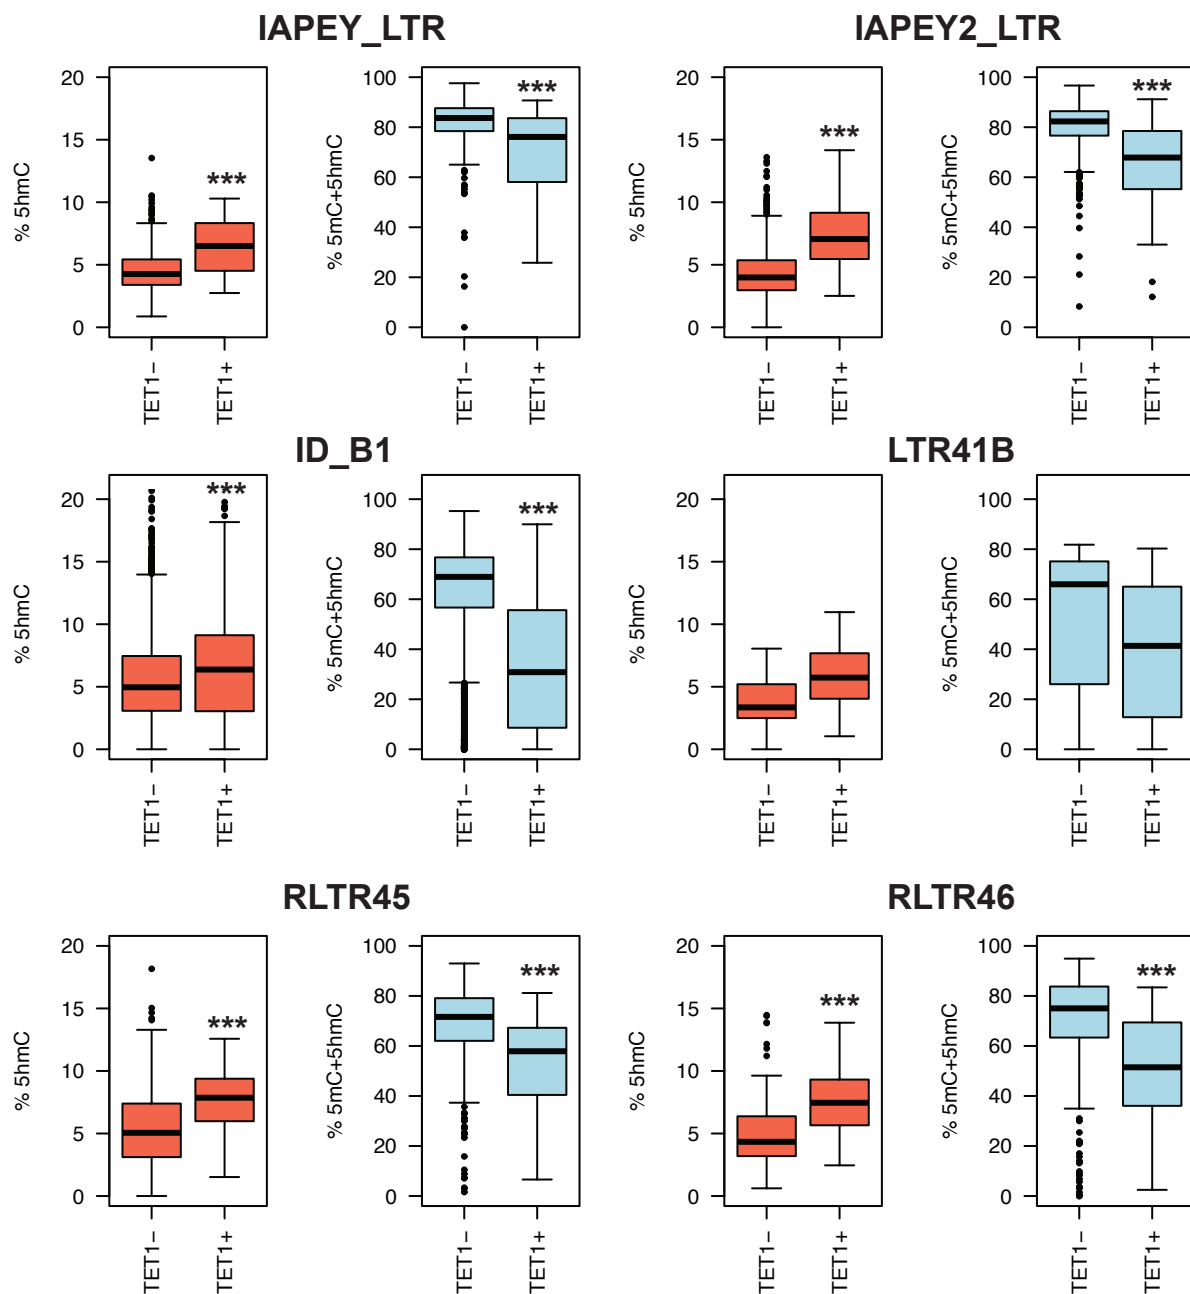 IAPEY_LTR
% 5hmC
20
15
10
5
0
***
TET1−
TET1+
% 5mC+5hmC
100
80
60
40
20
0
***
TET1−
TET1+
IAPEY2_LTR
% 5hmC
20
15
10
5
0
***
TET1−
TET1+
% 5mC+5hmC
100
80
60
40
20
0
***
TET1−
TET1+
ID_B1
% 5hmC
20
15
10
5
0
***
TET1−
TET1+
% 5mC+5hmC
100
80
60
40
20
0
***
TET1−
TET1+
LTR41B
% 5hmC
20
15
10
5
0
TET1−
TET1+
% 5mC+5hmC
100
80
60
40
20
0
TET1−
TET1+
RLTR45
% 5hmC
20
15
10
5
0
***
TET1−
TET1+
% 5mC+5hmC
100
80
60
40
20
0
***
TET1−
TET1+
RLTR46
% 5hmC
20
15
10
5
0
***
TET1−
TET1+
% 5mC+5hmC
100
80
60
40
20
0
***
TET1−
TET1+